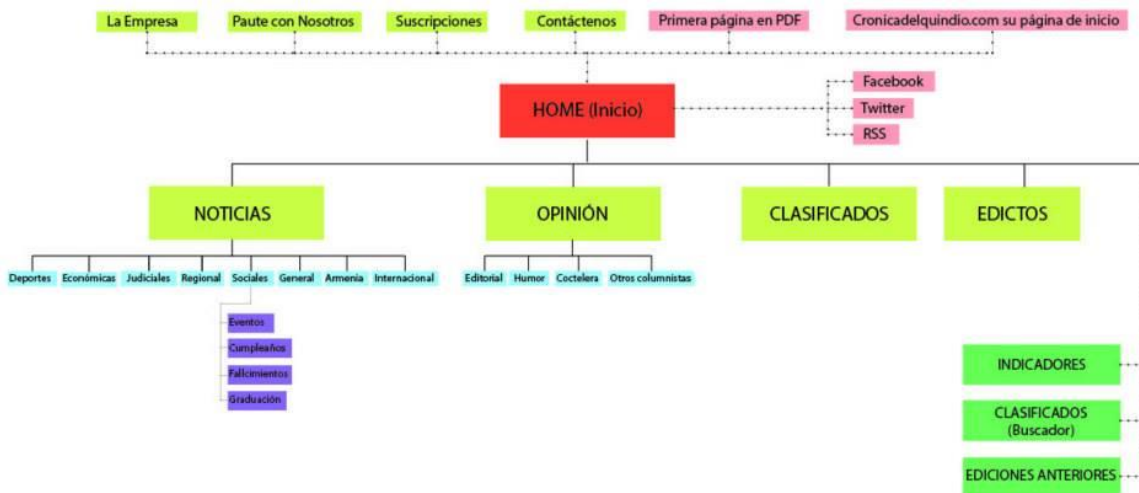 La Empresa
Paute con Nosotros
Suscripciones
Contáctenos
Primera página en PDF
Cronicadelquindio.com su página de inicio
HOME (Inicio)
Facebook
Twitter
RSS
NOTICIAS
OPINIÓN
CLASIFICADOS
EDICTOS
Deportes
Económicas
Judiciales
Regional
Sociales
General
Armenia
Internacional
Editorial
Humor
Coctelera
Otros columnistas
Eventos
Cumpleaños
Fallcimientos
Graduación
INDICADORES
CLASIFICADOS
(Buscador)
EDICIONES ANTERIORES